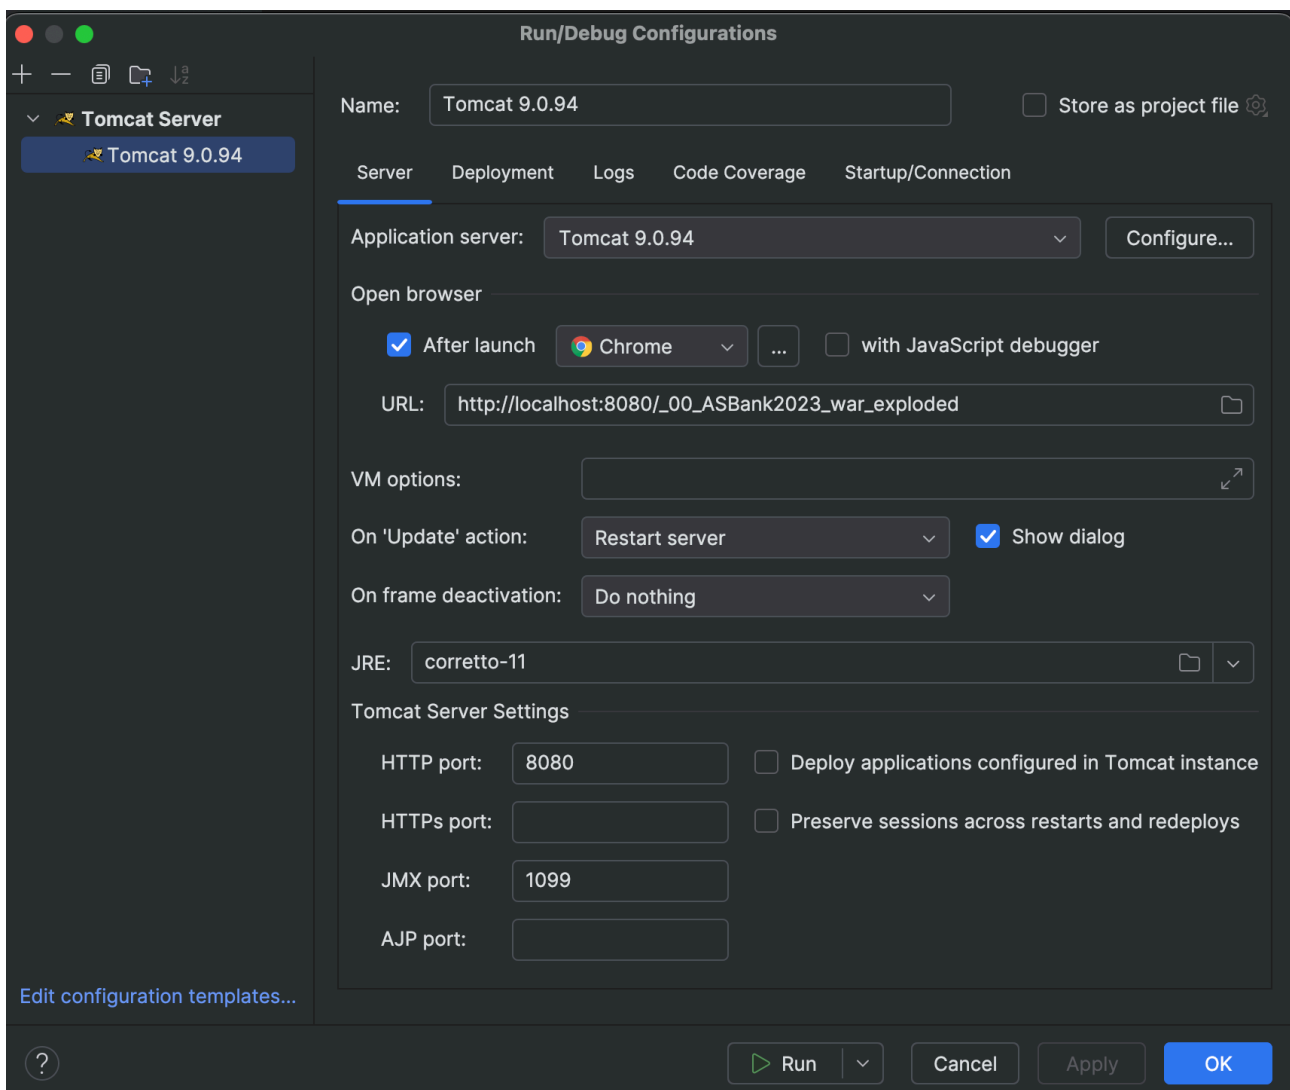 Run/Debug Configurations
Name: Tomcat 9.0.94 Store as project file
Tomcat Server
Tomcat 9.0.94
Server Deployment Logs Code Coverage Startup/Connection
Application server: Tomcat 9.0.94 Configure...
Open browser
After launch Chrome ... with JavaScript debugger
URL: http://localhost:8080/_00_ASBank2023_war_exploded
VM options:
On 'Update' action: Restart server Show dialog
On frame deactivation: Do nothing
JRE: corretto-11
Tomcat Server Settings
HTTP port: 8080 Deploy applications configured in Tomcat instance
HTTPs port: Preserve sessions across restarts and redeploys
JMX port: 1099
AJP port:
Edit configuration templates...
? Run Cancel Apply OK